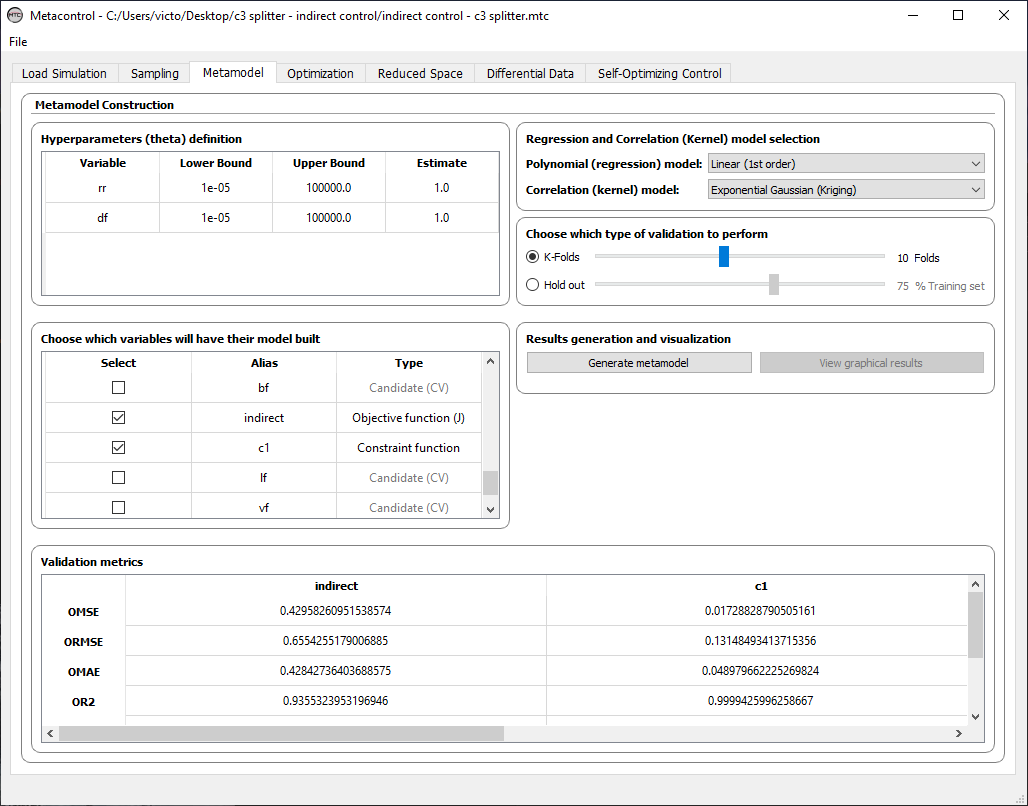 MTC Metacontrol - C:/Users/victo/Desktop/c3 splitter - indirect control/indirect control - c3 splitter.mtc
File
Load Simulation Sampling Metamodel Optimization Reduced Space Differential Data Self-Optimizing Control
Metamodel Construction
Hyperparameters (theta) definition
Variable Lower Bound Upper Bound Estimate
rr 1e-05 100000.0 1.0
df 1e-05 100000.0 1.0
Regression and Correlation (Kernel) model selection
Polynomial (regression) model: Linear (1st order)
Correlation (kernel) model: Exponential Gaussian (Kriging)
Choose which type of validation to perform
K-Folds 10 Folds
Hold out 75 % Training set
Choose which variables will have their model built
Select Alias Type
bf Candidate (CV)
indirect Objective function (J)
c1 Constraint function
lf Candidate (CV)
vf Candidate (CV)
Results generation and visualization
Generate metamodel View graphical results
Validation metrics
indirect c1
OMSE 0.42958260951538574 0.01728828790505161
ORMSE 0.6554255179006885 0.13148493413715356
OMAE 0.42842736403688575 0.048979662225269824
OR2 0.9355323953196946 0.9999425996258667